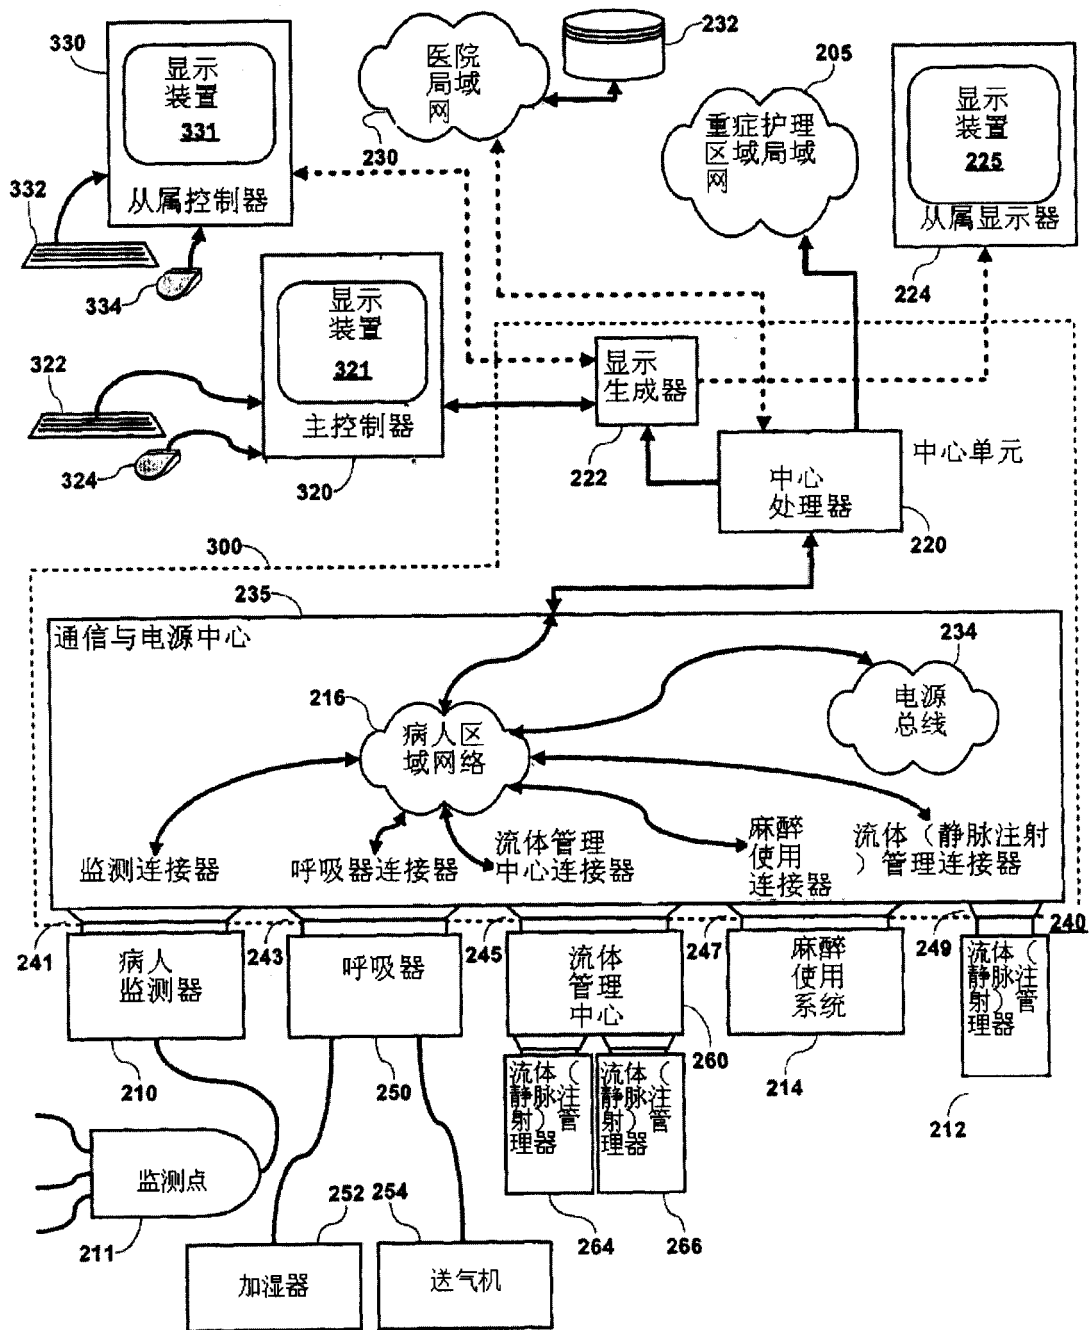 330
显示
装置
331
从属控制器
332
334
医院
局域
网
230
232
205
重症护理
区域局域
网
显示
装置
225
从属显示器
224
显示
装置
321
主控制器
322
324
320
显示
生成器
222
中心单元
中心
处理器
220
300
235
通信与电源中心
234
电源
总线
216
病人区
域网络
监测连接器
呼吸器连接器
流体管理
中心连接器
麻醉
使用
连接器
流体（静脉注射
）管理连接器
241
243
245
247
249
240
病人
监测器
210
呼吸器
250
流体
管理
中心
260
麻醉
使用
系统
214
流体（
静脉注
射）管
理器
212
流体（
静脉注
射）管
理器
264
流体（
静脉注
射）管
理器
266
监测点
211
252
加湿器
254
送气机